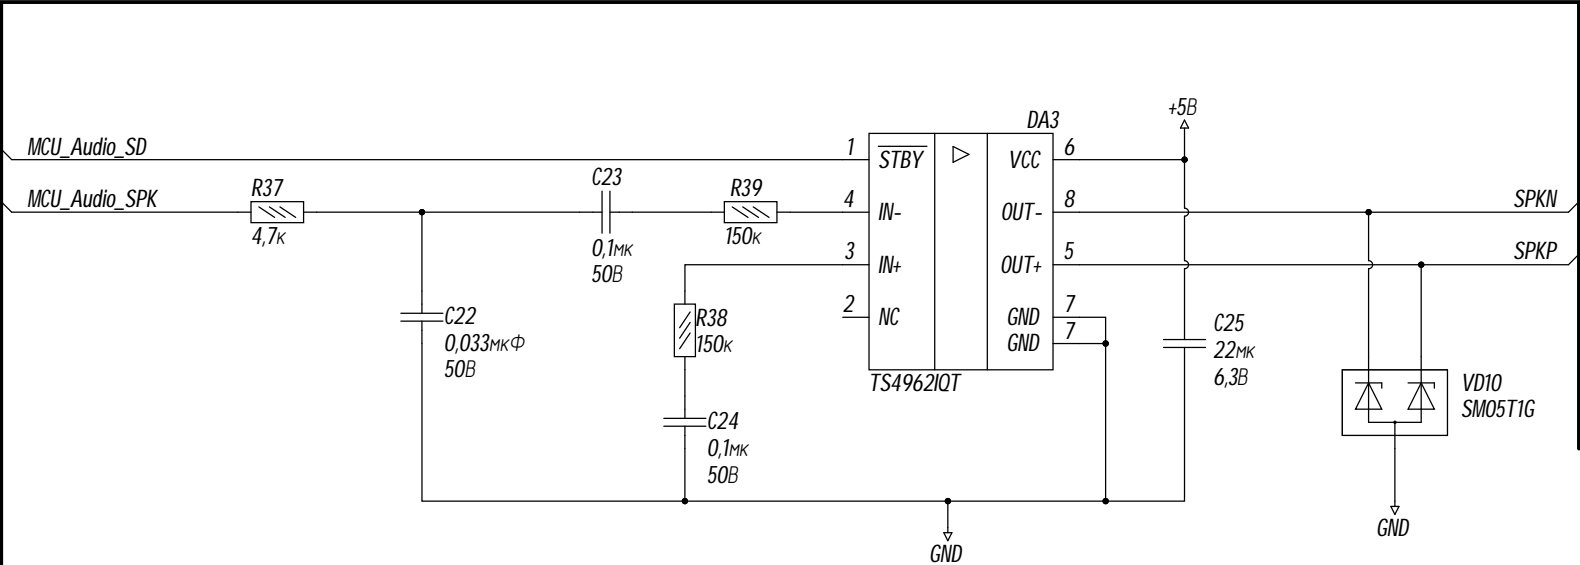 +5В
DA3
MCU_Audio_SD
1
STBY
VCC
6
MCU_Audio_SPK
R37
4,7к
C23
0,1мк
50В
R39
150к
4
IN-
OUT-
8
SPKN
3
IN+
OUT+
5
SPKP
2
NC
GND
7
GND
7
TS4962IQT
C22
0,033мкФ
50В
R38
150к
C24
0,1мк
50В
C25
22мк
6,3В
VD10
SM05T1G
GND
GND